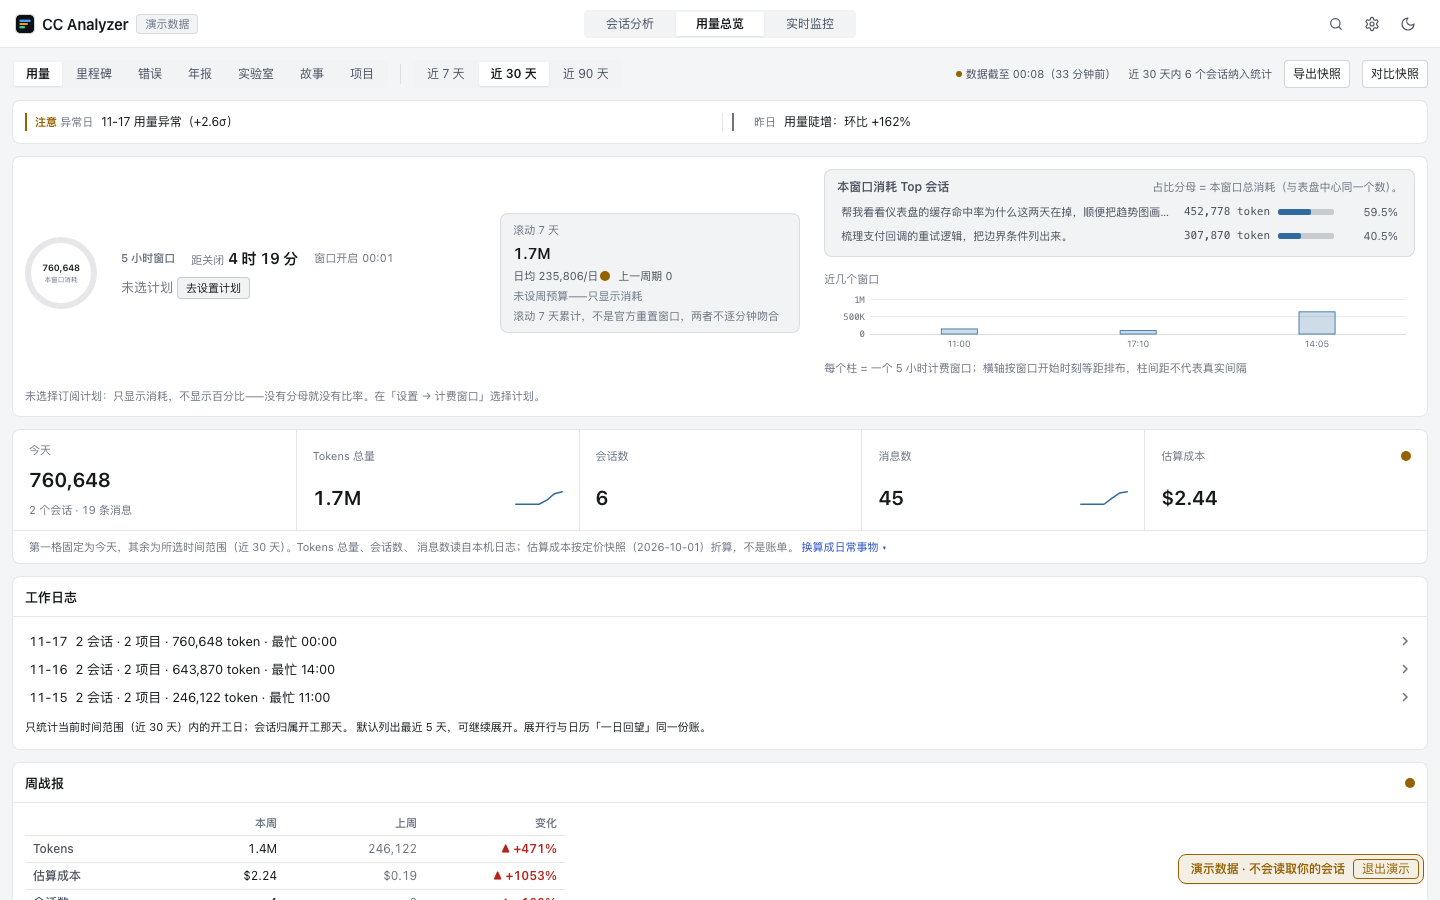 CC Analyzer 演示数据 会话分析 用量总览 实时监控
用量 里程碑 错误 年报 实验室 故事 项目 近 7 天 近 30 天 近 90 天 数据截至 00:08（33 分钟前） 近 30 天内 6 个会话纳入统计 导出快照 对比快照
注意 异常日 11-17 用量异常（+2.6σ） 昨日 用量陡增：环比 +162%
760,648
本窗口消耗
5 小时窗口 距关闭 4 时 19 分 窗口开启 00:01
未选计划 去设置计划
滚动 7 天
1.7M
日均 235,806/日 上一周期 0
未设周预算——只显示消耗
滚动 7 天累计，不是官方重置窗口，两者不逐分钟吻合
本窗口消耗 Top 会话 占比分母 = 本窗口总消耗（与表盘中心同一个数）。
帮我看看仪表盘的缓存命中率为什么这两天在掉，顺便把趋势图画... 452,778 token 59.5%
梳理支付回调的重试逻辑，把边界条件列出来。 307,870 token 40.5%
近几个窗口
1M
500K
0
11:00 17:10 14:05
每个柱 = 一个 5 小时计费窗口；横轴按窗口开始时刻等距排布，柱间距不代表真实间隔
未选择订阅计划：只显示消耗，不显示百分比——没有分母就没有比率。在「设置 → 计费窗口」选择计划。
今天
760,648
2 个会话 · 19 条消息
Tokens 总量
1.7M
会话数
6
消息数
45
估算成本
$2.44
第一格固定为今天，其余为所选时间范围（近 30 天）。Tokens 总量、会话数、 消息数读自本机日志；估算成本按定价快照（2026-10-01）折算，不是账单。 换算成日常事物
工作日志
11-17 2 会话 · 2 项目 · 760,648 token · 最忙 00:00
11-16 2 会话 · 2 项目 · 643,870 token · 最忙 14:00
11-15 2 会话 · 2 项目 · 246,122 token · 最忙 11:00
只统计当前时间范围（近 30 天）内的开工日；会话归属开工那天。 默认列出最近 5 天，可继续展开。展开行与日历「一日回望」同一份账。
周战报
本周 上周 变化
Tokens 1.4M 246,122 ▲ +471%
估算成本 $2.24 $0.19 ▲ +1053%
演示数据 · 不会读取你的会话 退出演示